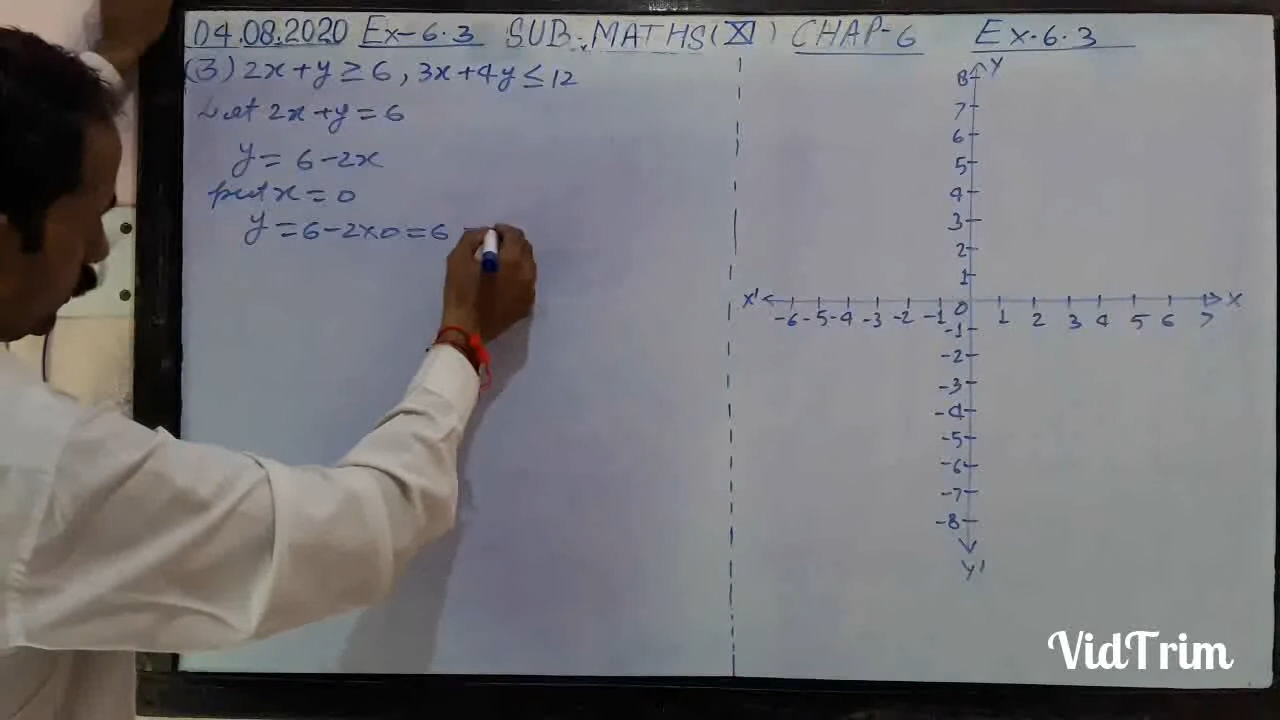 04.08.2020 Ex-6.3 SUB:MATHS(XI) CHAP-6 Ex.6.3
(3) 2x+y ≥ 6, 3x+4y ≤ 12
Let 2x+y = 6
y = 6-2x
put x = 0
y = 6-2×0 = 6
Y
8
7
6
5
4
3
2
1
X' X
-6 -5 -4 -3 -2 -1 0 1 2 3 4 5 6 7
-1
-2
-3
-4
-5
-6
-7
-8
Y'
VidTrim